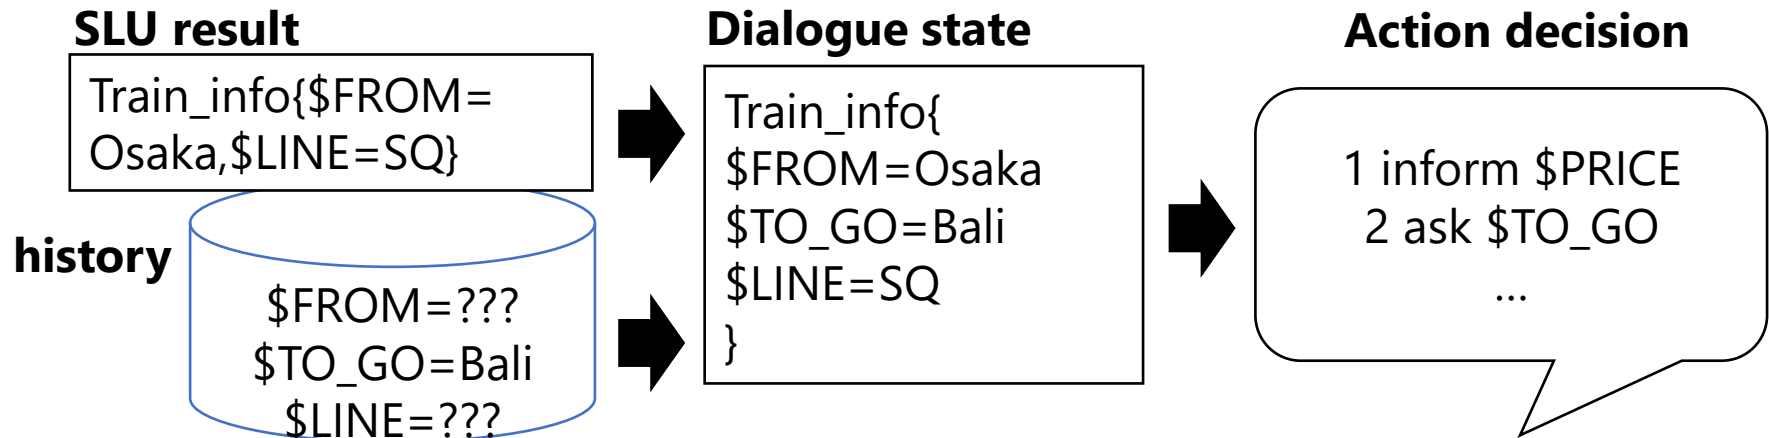 SLU result
Train_info{$FROM=
Osaka,$LINE=SQ}
history
$FROM=???
$TO_GO=Bali
$LINE=???
Dialogue state
Train_info{
$FROM=Osaka
$TO_GO=Bali
$LINE=SQ
}
Action decision
1 inform $PRICE
2 ask $TO_GO
…